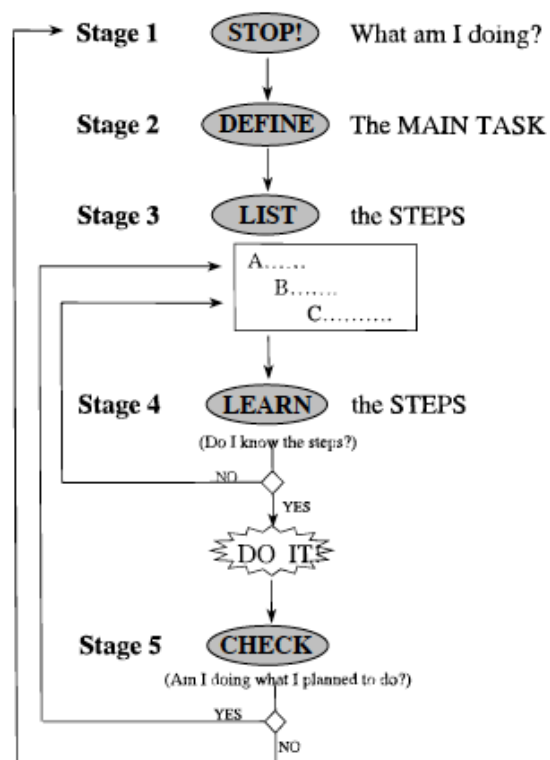 Stage 1 STOP! What am I doing?
Stage 2 DEFINE The MAIN TASK
Stage 3 LIST the STEPS
A......
B.......
C..........
Stage 4 LEARN the STEPS
(Do I know the steps?)
NO
YES
DO IT!
Stage 5 CHECK
(Am I doing what I planned to do?)
YES
NO